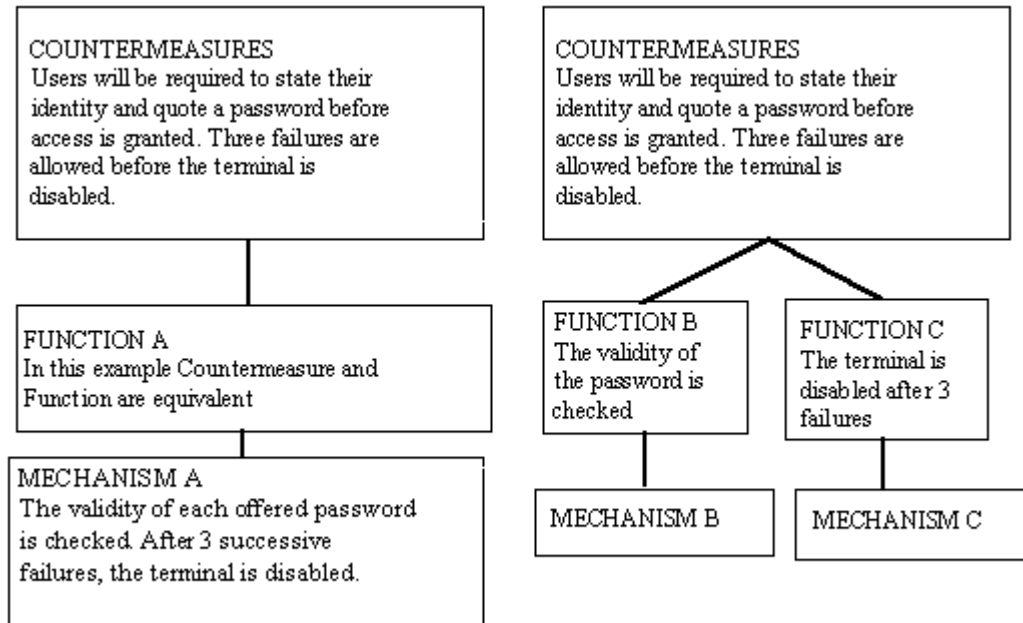 COUNTERMEASURES
Users will be required to state their
identity and quote a password before
access is granted. Three failures are
allowed before the terminal is
disabled.
FUNCTION A
In this example Countermeasure and
Function are equivalent
MECHANISM A
The validity of each offered password
is checked. After 3 successive
failures, the terminal is disabled.
COUNTERMEASURES
Users will be required to state their
identity and quote a password before
access is granted. Three failures are
allowed before the terminal is
disabled.
FUNCTION B
The validity of
the password is
checked
FUNCTION C
The terminal is
disabled after 3
failures
MECHANISM B
MECHANISM C